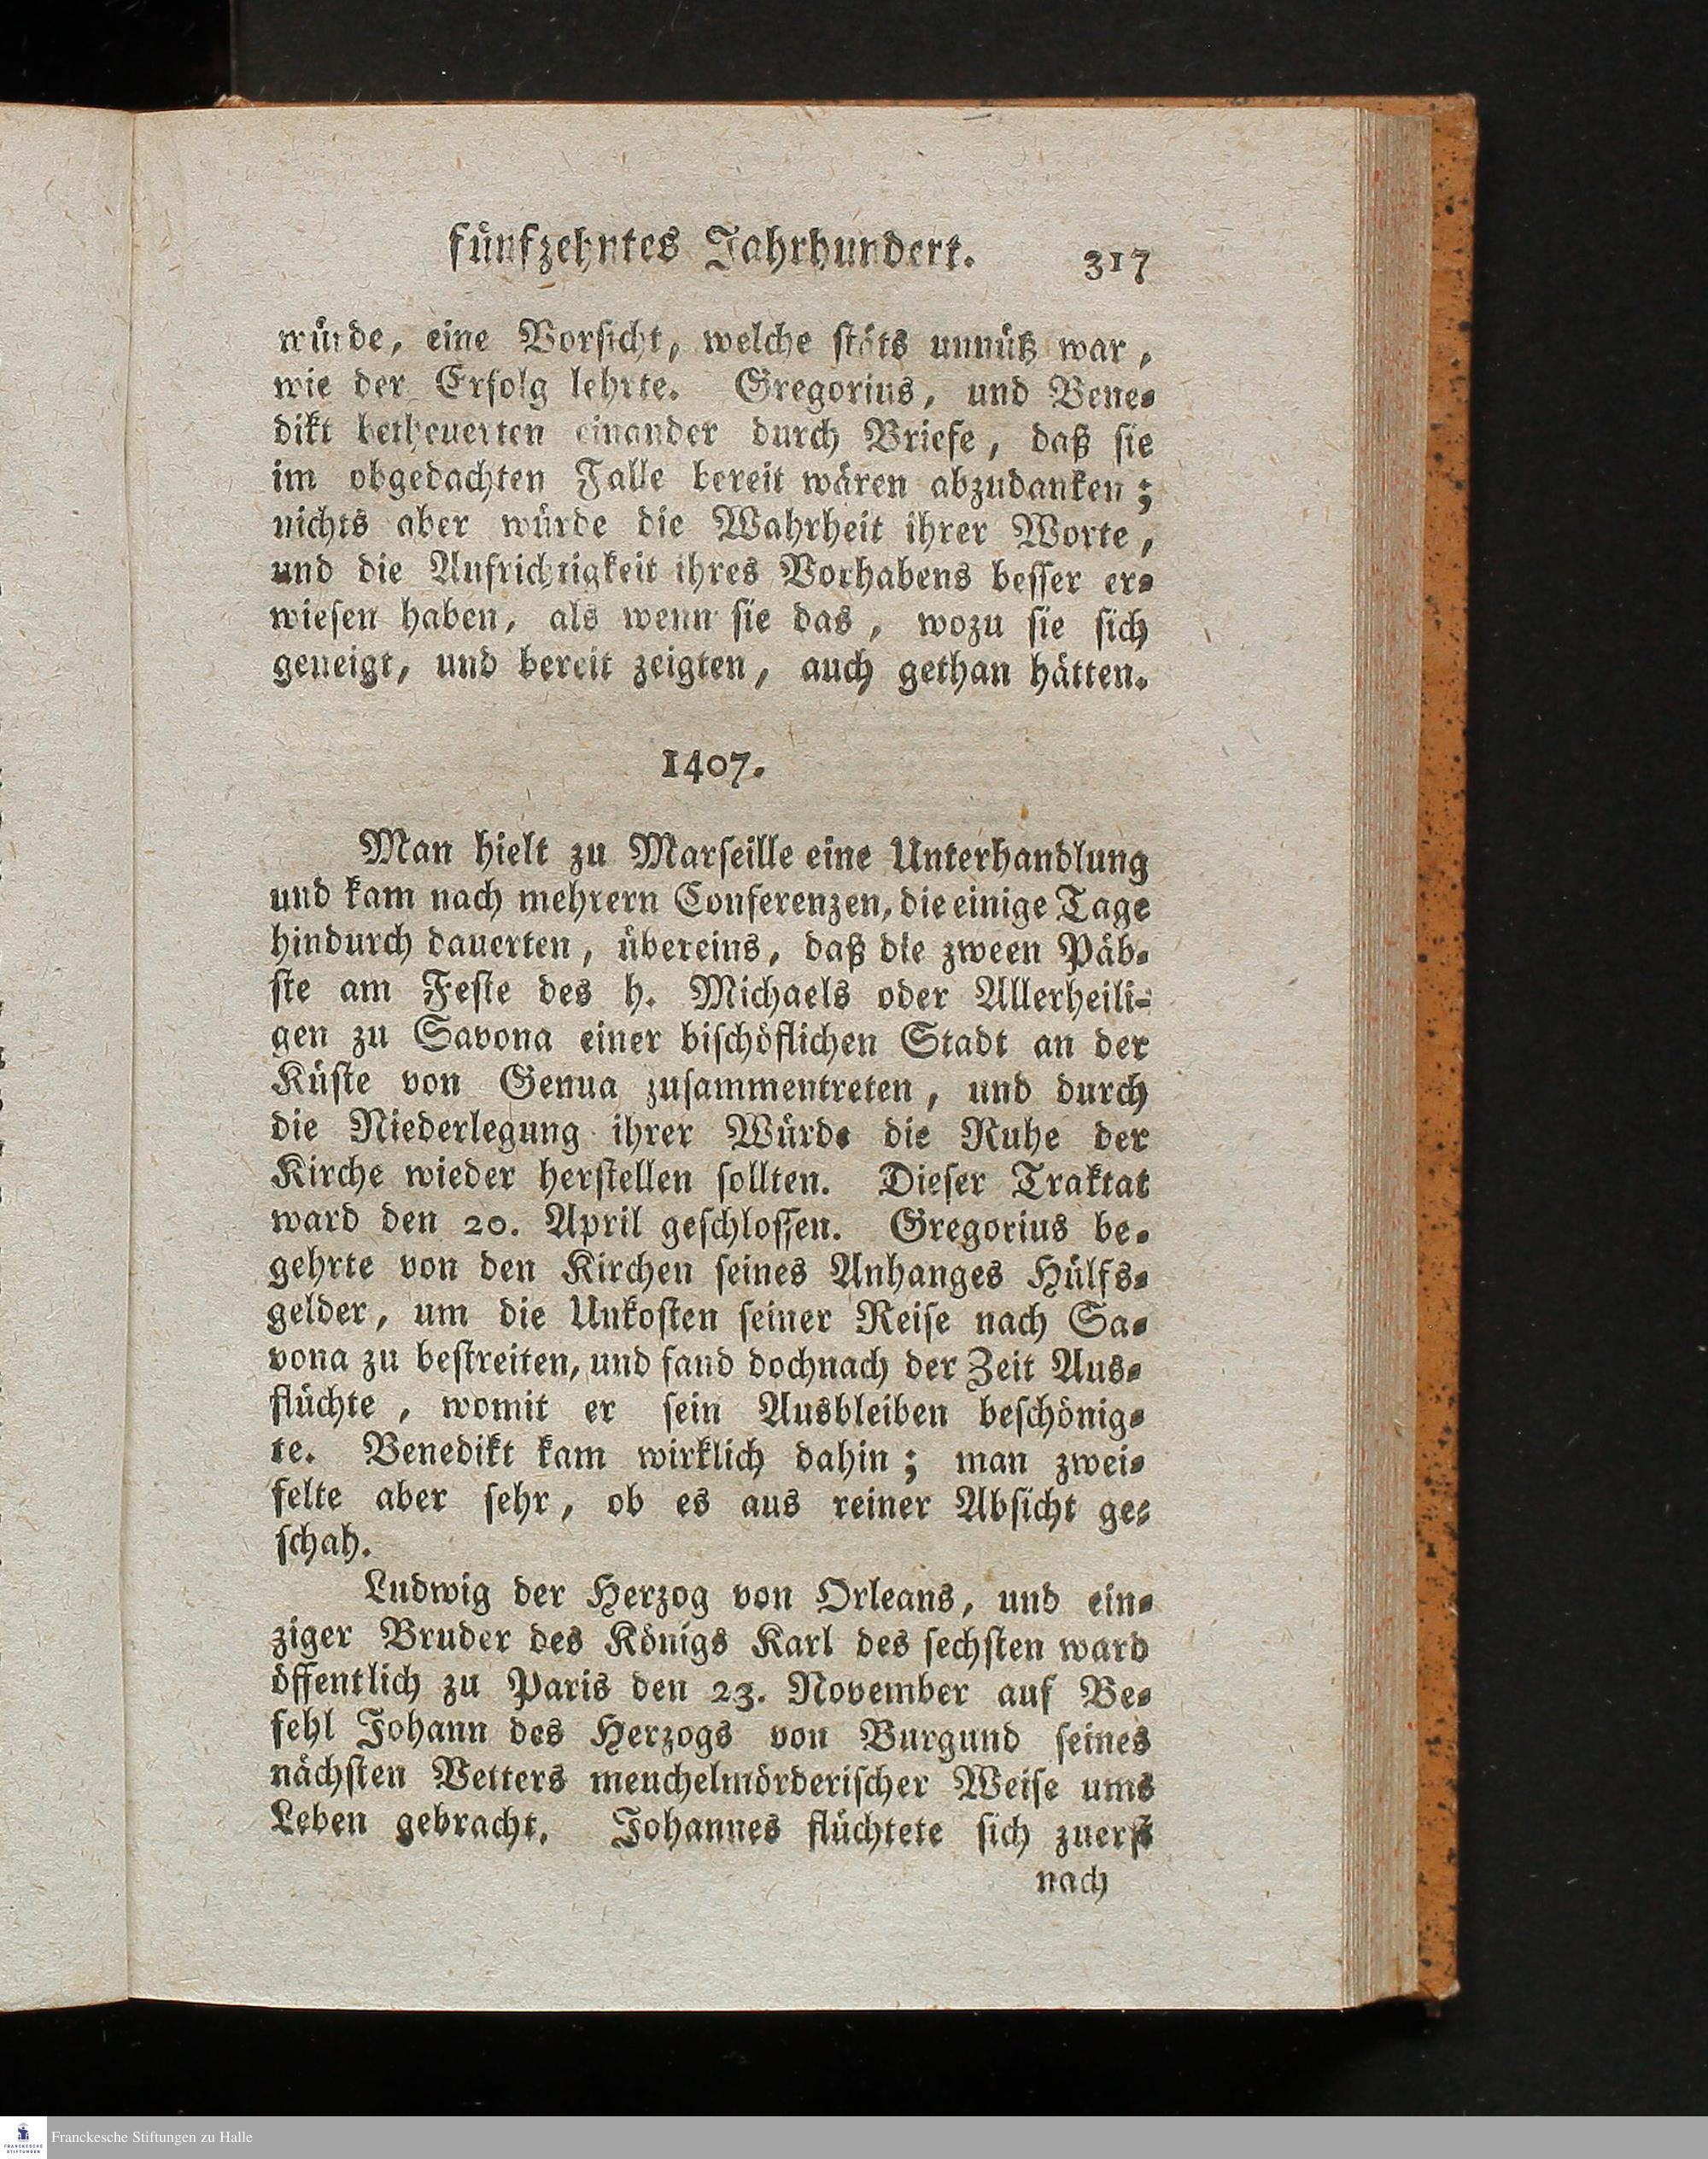 fünfzehntes Jahrhundert. 317
würde, eine Vorsicht, welche stäts unnütz war,
wie der Erfolg lehrte. Gregorius, und Bene-
dikt betheuerten einander durch Briefe, daß sie
im obgedachten Falle bereit wären abzudanken;
nichts aber würde die Wahrheit ihrer Worte,
und die Aufrichtigkeit ihres Vorhabens besser er-
wiesen haben, als wenn sie das, wozu sie sich
geneigt, und bereit zeigten, auch gethan hätten.
1407.
Man hielt zu Marseille eine Unterhandlung
und kam nach mehrern Conferenzen, die einige Tage
hindurch dauerten, übereins, daß die zween Päb-
ste am Feste des h. Michaels oder Allerheili-
gen zu Savona einer bischöflichen Stadt an der
Küste von Genua zusammentreten, und durch
die Niederlegung ihrer Würde die Ruhe der
Kirche wieder herstellen sollten. Dieser Traktat
ward den 20. April geschlossen. Gregorius be-
gehrte von den Kirchen seines Anhanges Hülfs-
gelder, um die Unkosten seiner Reise nach Sa-
vona zu bestreiten, und fand dochnach der Zeit Aus-
flüchte, womit er sein Ausbleiben beschönig-
te. Benedikt kam wirklich dahin; man zwei-
felte aber sehr, ob es aus reiner Absicht ge-
schah.
Ludwig der Herzog von Orleans, und ein-
ziger Bruder des Königs Karl des sechsten ward
öffentlich zu Paris den 23. November auf Be-
fehl Johann des Herzogs von Burgund seines
nächsten Vetters meuchelmörderischer Weise ums
Leben gebracht. Johannes flüchtete sich zuerst
nach
Franckesche Stiftungen zu Halle